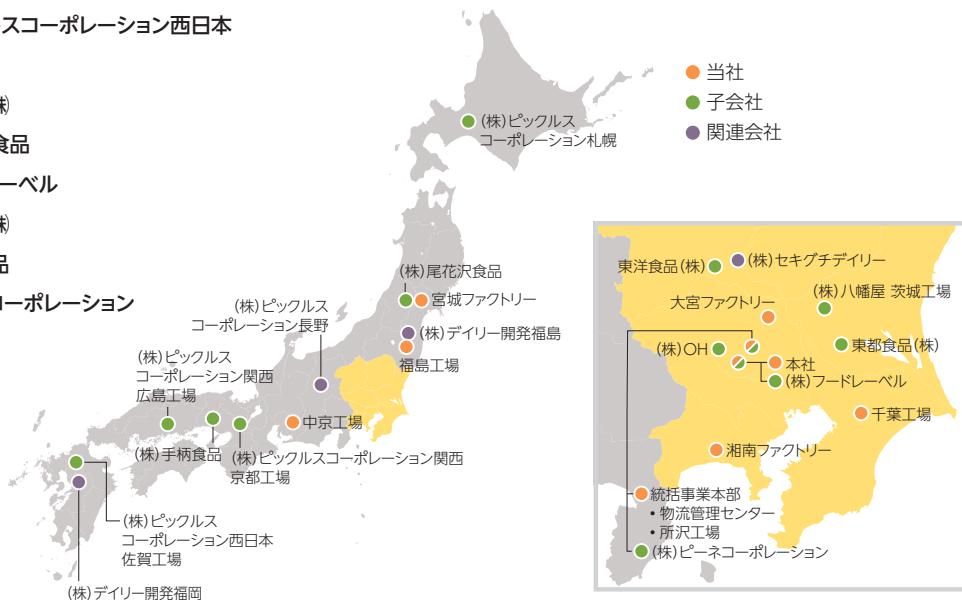 スコーポレーション西日本
㈱
食品
ーベル
㈱
品
コーポレーション
当社
子会社
関連会社
(株)ピックルス
コーポレーション札幌
(株)尾花沢食品
宮城ファクトリー
(株)ピックルス
コーポレーション長野
(株)デイリー開発福島
福島工場
(株)ピックルス
コーポレーション関西
広島工場
中京工場
(株)手柄食品
(株)ピックルスコーポレーション関西
京都工場
(株)ピックルス
コーポレーション西日本
佐賀工場
(株)デイリー開発福岡
東洋食品(株)
(株)セキグチデイリー
大宮ファクトリー
(株)八幡屋 茨城工場
(株)OH
東都食品(株)
本社
(株)フードレーベル
千葉工場
湘南ファクトリー
統括事業本部
・物流管理センター
・所沢工場
(株)ピーネコーポレーション